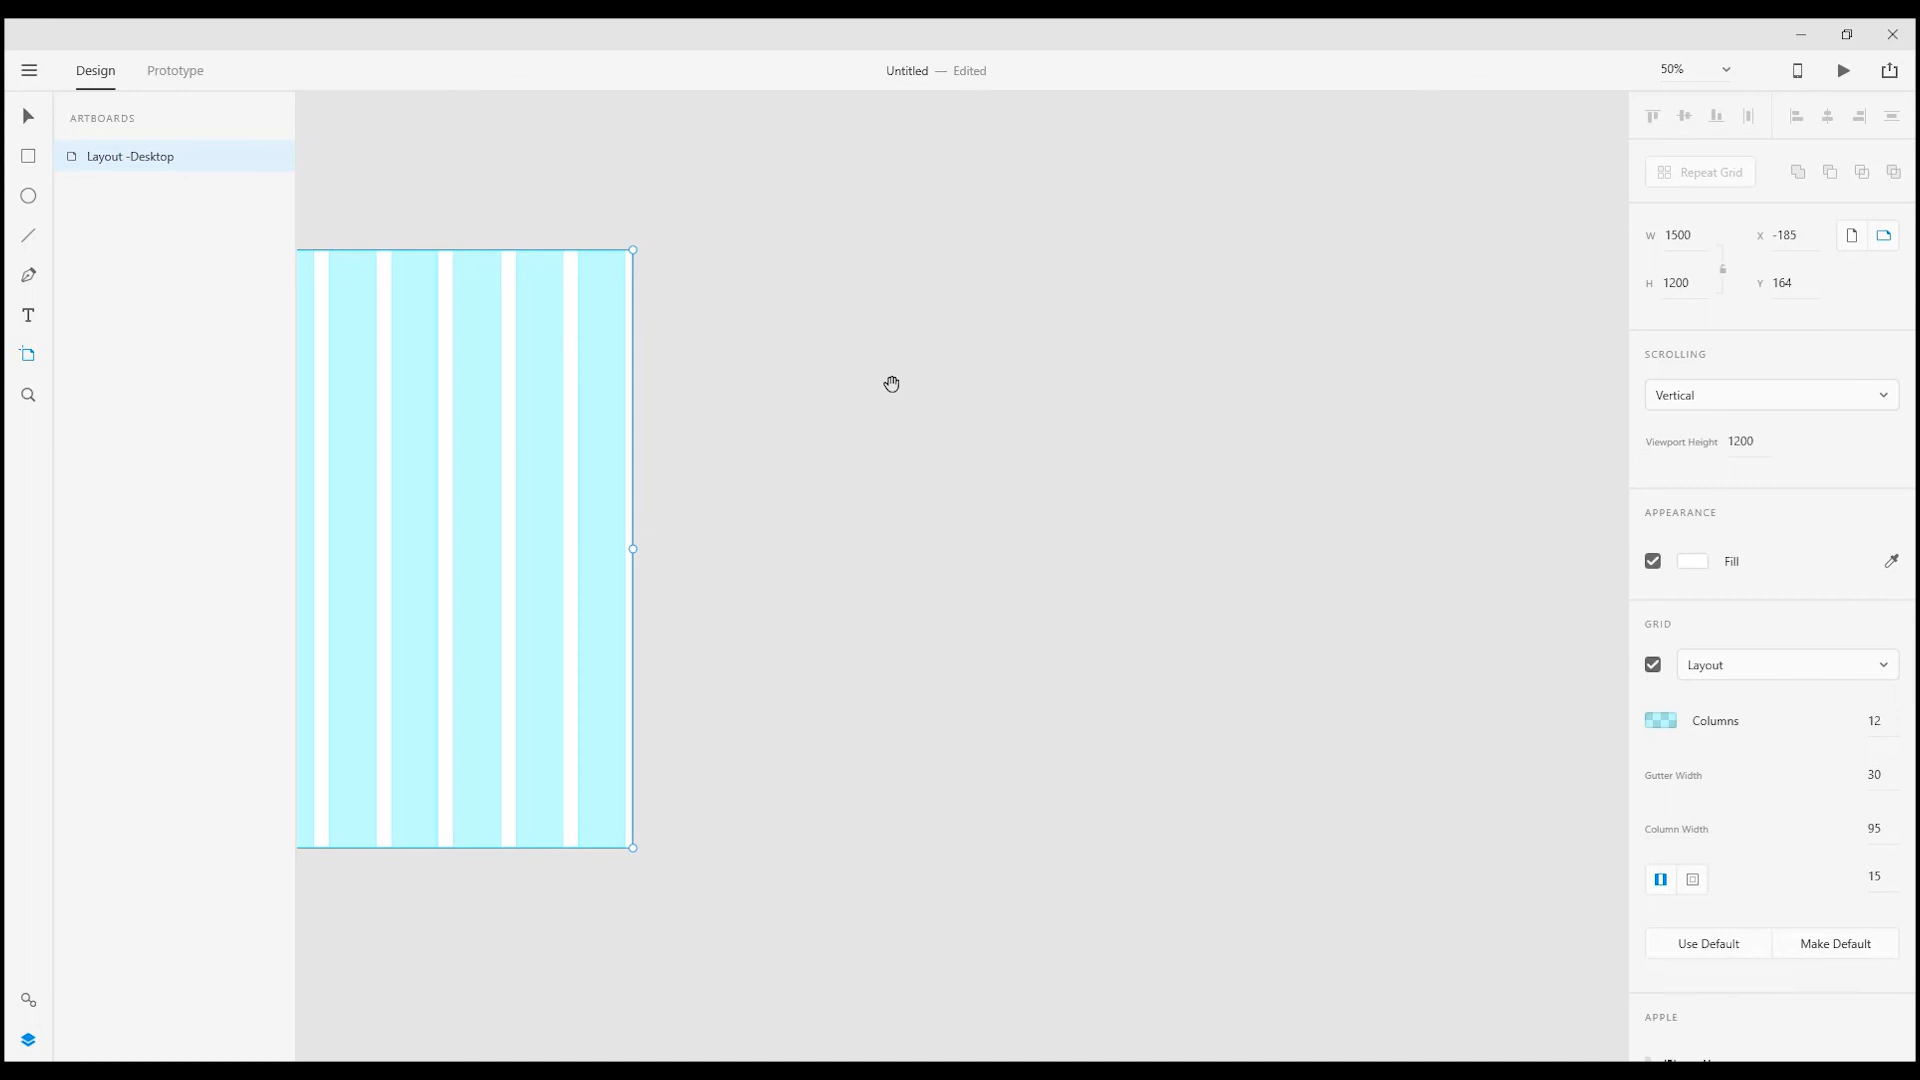 Design
Prototype
Untitled — Edited
50%
ARTBOARDS
Layout -Desktop
Repeat Grid
W 1500
X -185
H 1200
Y 164
SCROLLING
Vertical
Viewport Height 1200
APPEARANCE
Fill
GRID
Layout
Columns 12
Gutter Width 30
Column Width 95
15
Use Default
Make Default
APPLE